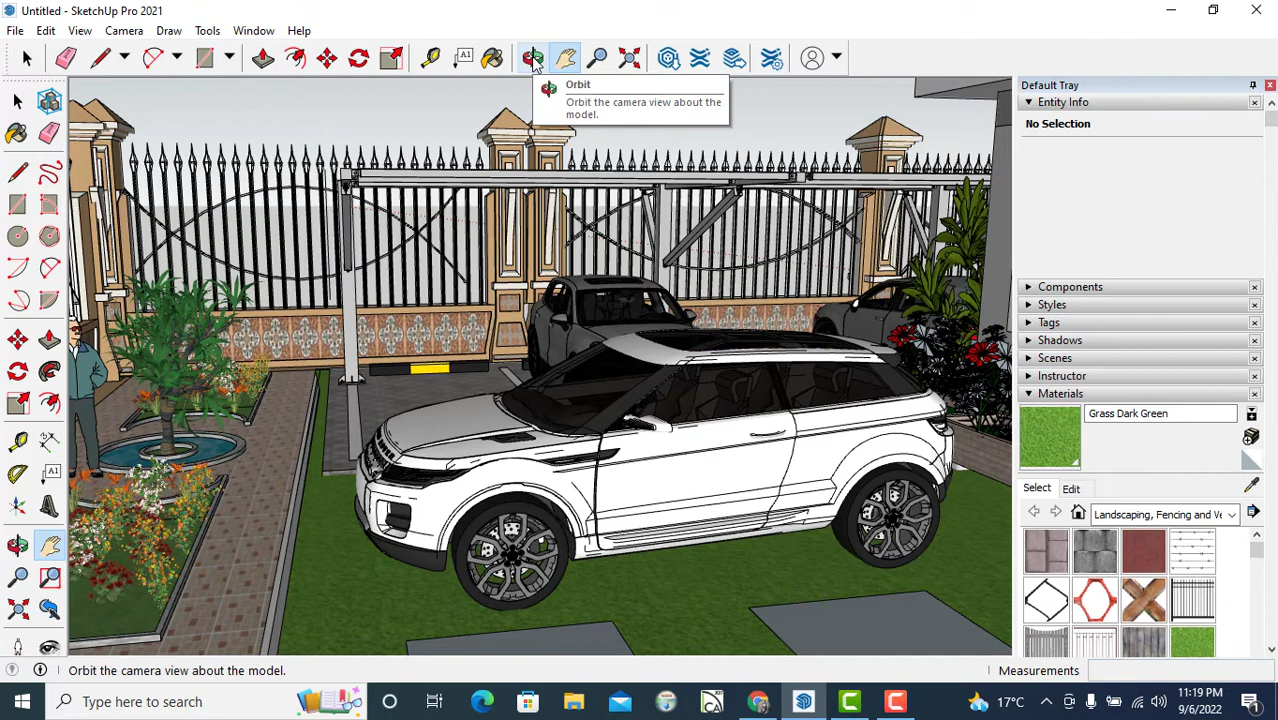 Untitled - SketchUp Pro 2021
File Edit View Camera Draw Tools Window Help
A1
Orbit
Orbit the camera view about the
model.
Default Tray
Entity Info
No Selection
Components
Styles
Tags
Shadows
Scenes
Instructor
Materials
Grass Dark Green
Select Edit
Landscaping, Fencing and Ve
A1
Orbit the camera view about the model.
Measurements
Type here to search
17°C
11:19 PM
9/6/2022
1